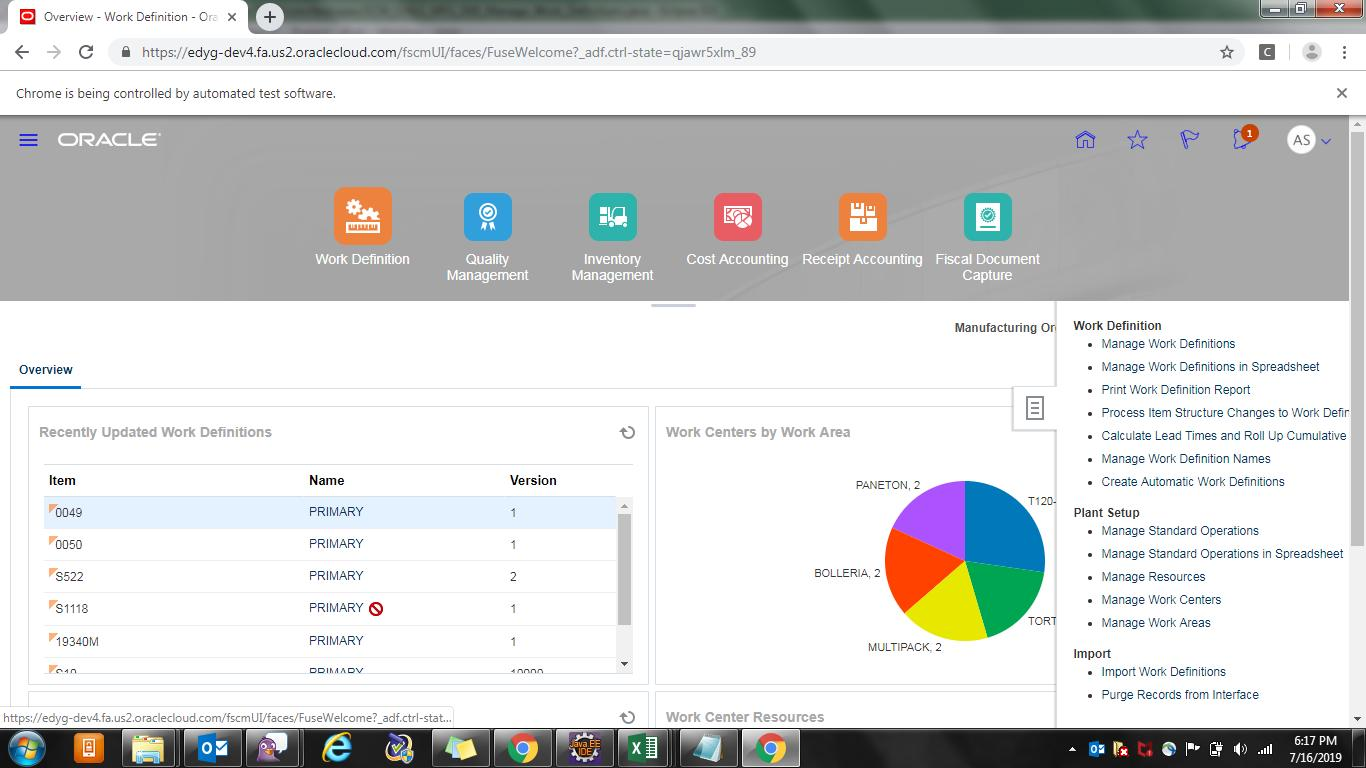 Overview - Work Definition - Ora
https://edyg-dev4.fa.us2.oraclecloud.com/fscmUI/faces/FuseWelcome?_adf.ctrl-state=qjawr5xlm_89
C
Chrome is being controlled by automated test software.
ORACLE
1
AS
Work Definition
Quality Management
Inventory Management
Cost Accounting
Receipt Accounting
Fiscal Document Capture
Manufacturing Or
Overview
Recently Updated Work Definitions
Item Name Version
0049 PRIMARY 1
0050 PRIMARY 1
S522 PRIMARY 2
S1118 PRIMARY 1
19340M PRIMARY 1
S19 PRIMARY 10000
Work Centers by Work Area
PANETON, 2
T120-
BOLLERIA, 2
TORT
MULTIPACK, 2
Work Center Resources
Work Definition
Manage Work Definitions
Manage Work Definitions in Spreadsheet
Print Work Definition Report
Process Item Structure Changes to Work Defin
Calculate Lead Times and Roll Up Cumulative
Manage Work Definition Names
Create Automatic Work Definitions
Plant Setup
Manage Standard Operations
Manage Standard Operations in Spreadsheet
Manage Resources
Manage Work Centers
Manage Work Areas
Import
Import Work Definitions
Purge Records from Interface
https://edyg-dev4.fa.us2.oraclecloud.com/fscmUI/faces/FuseWelcome?_adf.ctrl-stat...
Java EE
IDE
6:17 PM
7/16/2019